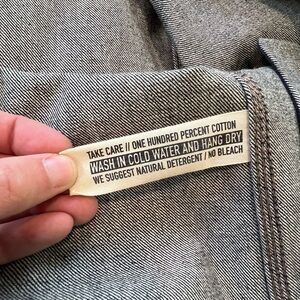 TAKE CARE // ONE HUNDRED PERCENT COTTON
WASH IN COLD WATER AND HANG DRY
WE SUGGEST NATURAL DETERGENT / NO BLEACH